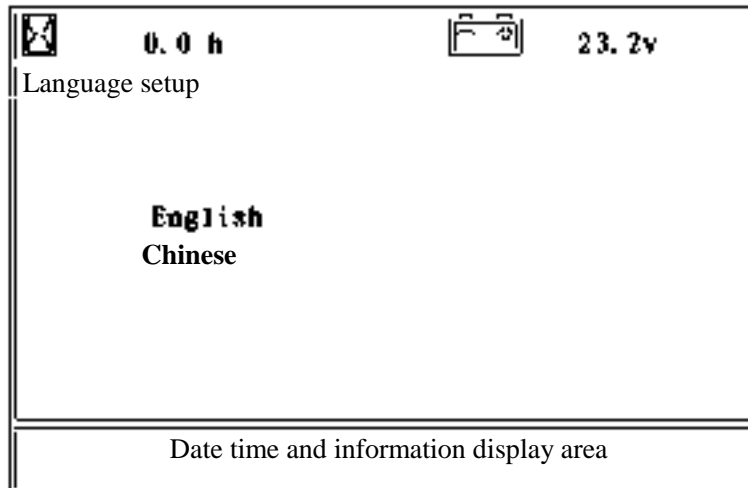 0.0 h 23.2v
Language setup
English
Chinese
Date time and information display area